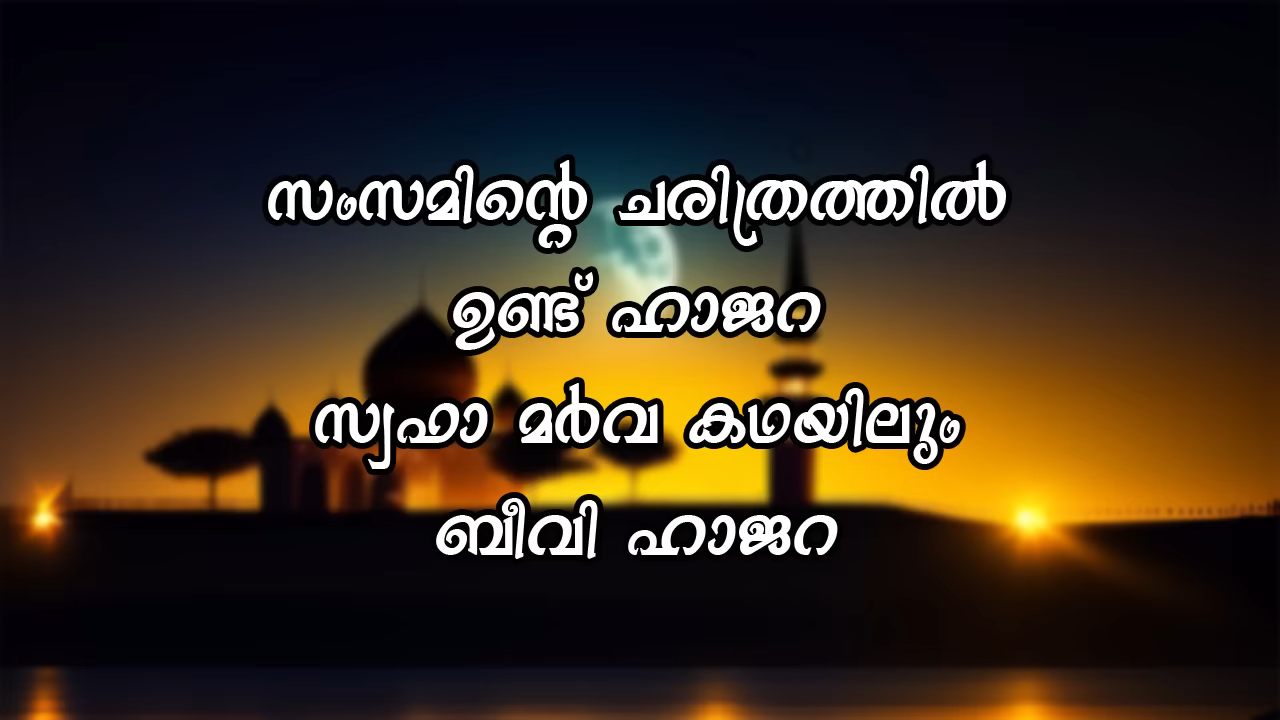 സംസമിന്റെ ചരിത്രത്തിൽ
ഉണ്ട് ഹാജറ
സ്വഫാ മർവ കഥയിലും
ബീവി ഹാജറ